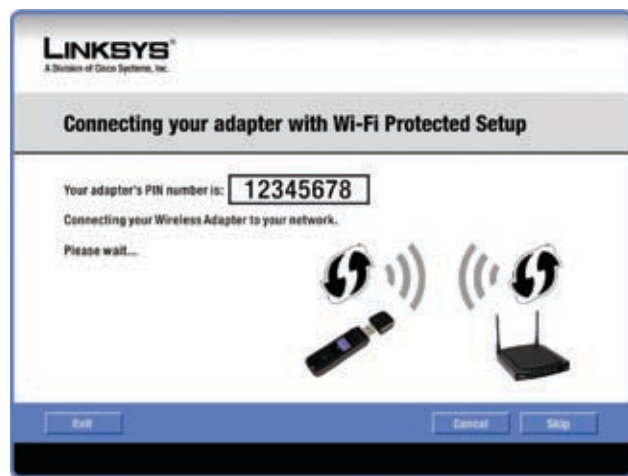 LINKSYS®
A Division of Cisco Systems, Inc.
Connecting your adapter with Wi-Fi Protected Setup
Your adapter's PIN number is: 12345678
Connecting your Wireless Adapter to your network.
Please wait...
Exit Cancel Skip